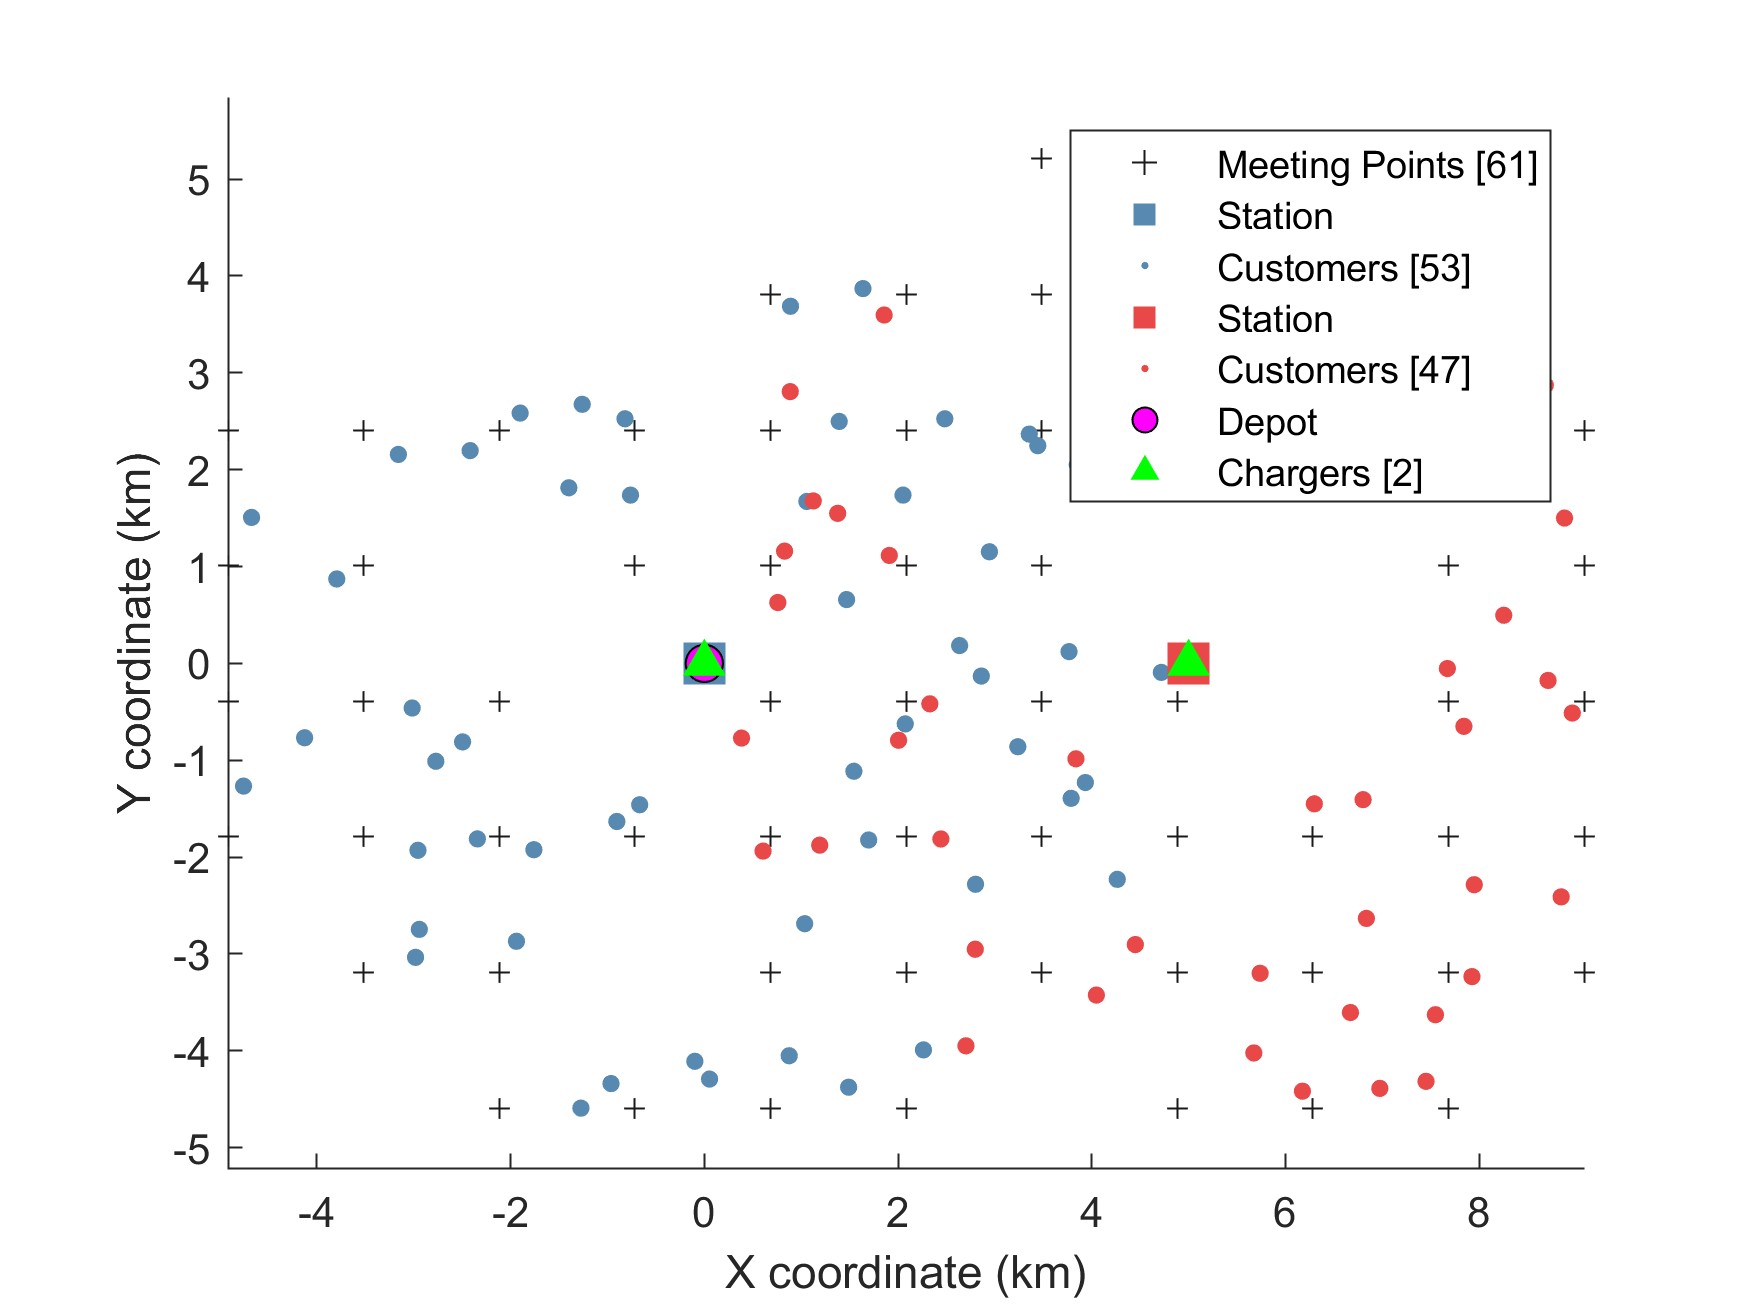 5
4
3
2
1
0
-1
-2
-3
-4
-5
Y coordinate (km)
-4 -2 0 2 4 6 8
X coordinate (km)
Meeting Points [61]
Station
Customers [53]
Station
Customers [47]
Depot
Chargers [2]